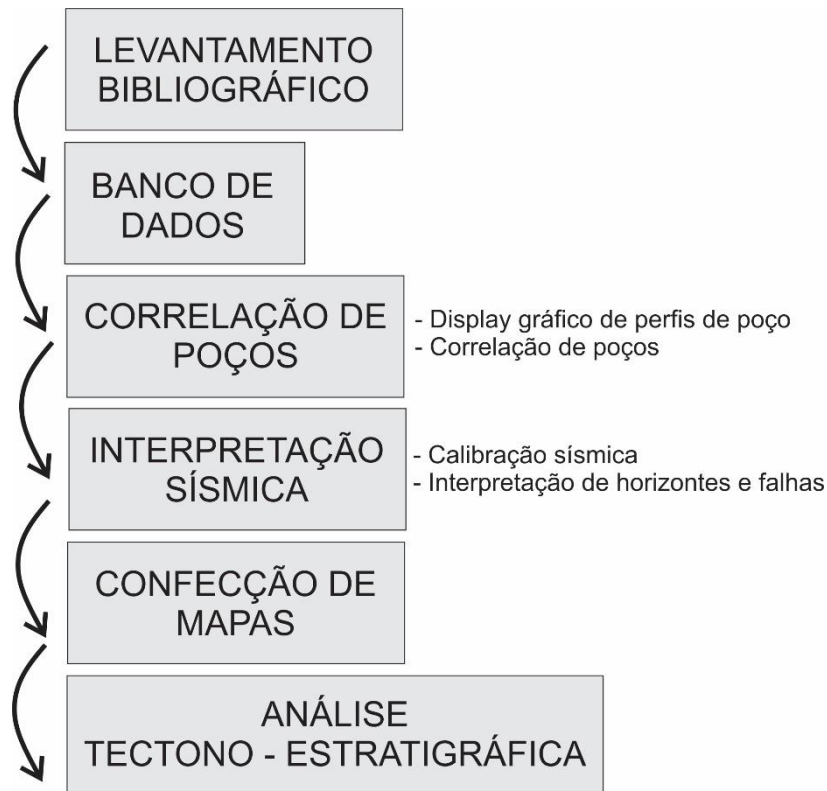 LEVANTAMENTO
BIBLIOGRÁFICO
BANCO DE
DADOS
CORRELAÇÃO DE
POÇOS
- Display gráfico de perfis de poço
- Correlação de poços
INTERPRETAÇÃO
SÍSMICA
- Calibração sísmica
- Interpretação de horizontes e falhas
CONFECÇÃO DE
MAPAS
ANÁLISE
TECTONO - ESTRATIGRÁFICA